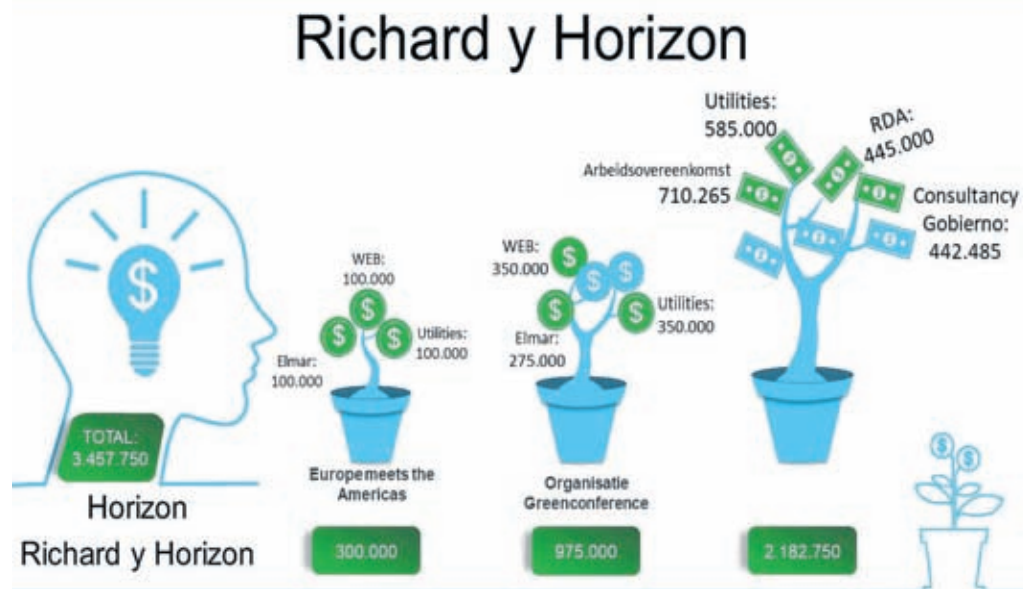 Richard y Horizon
TOTAL:
3.457.750
Horizon
Richard y Horizon
WEB:
100.000
Elmar:
100.000
Utilities:
100.000
Europemeets the
Americas
300.000
WEB:
350.000
Elmar:
275.000
Utilities:
350.000
Organisatie
Greenconference
975.000
Utilities:
585.000
RDA:
445.000
Arbeidsovereenkomst
710.265
Consultancy
Gobierno:
442.485
2.182.750